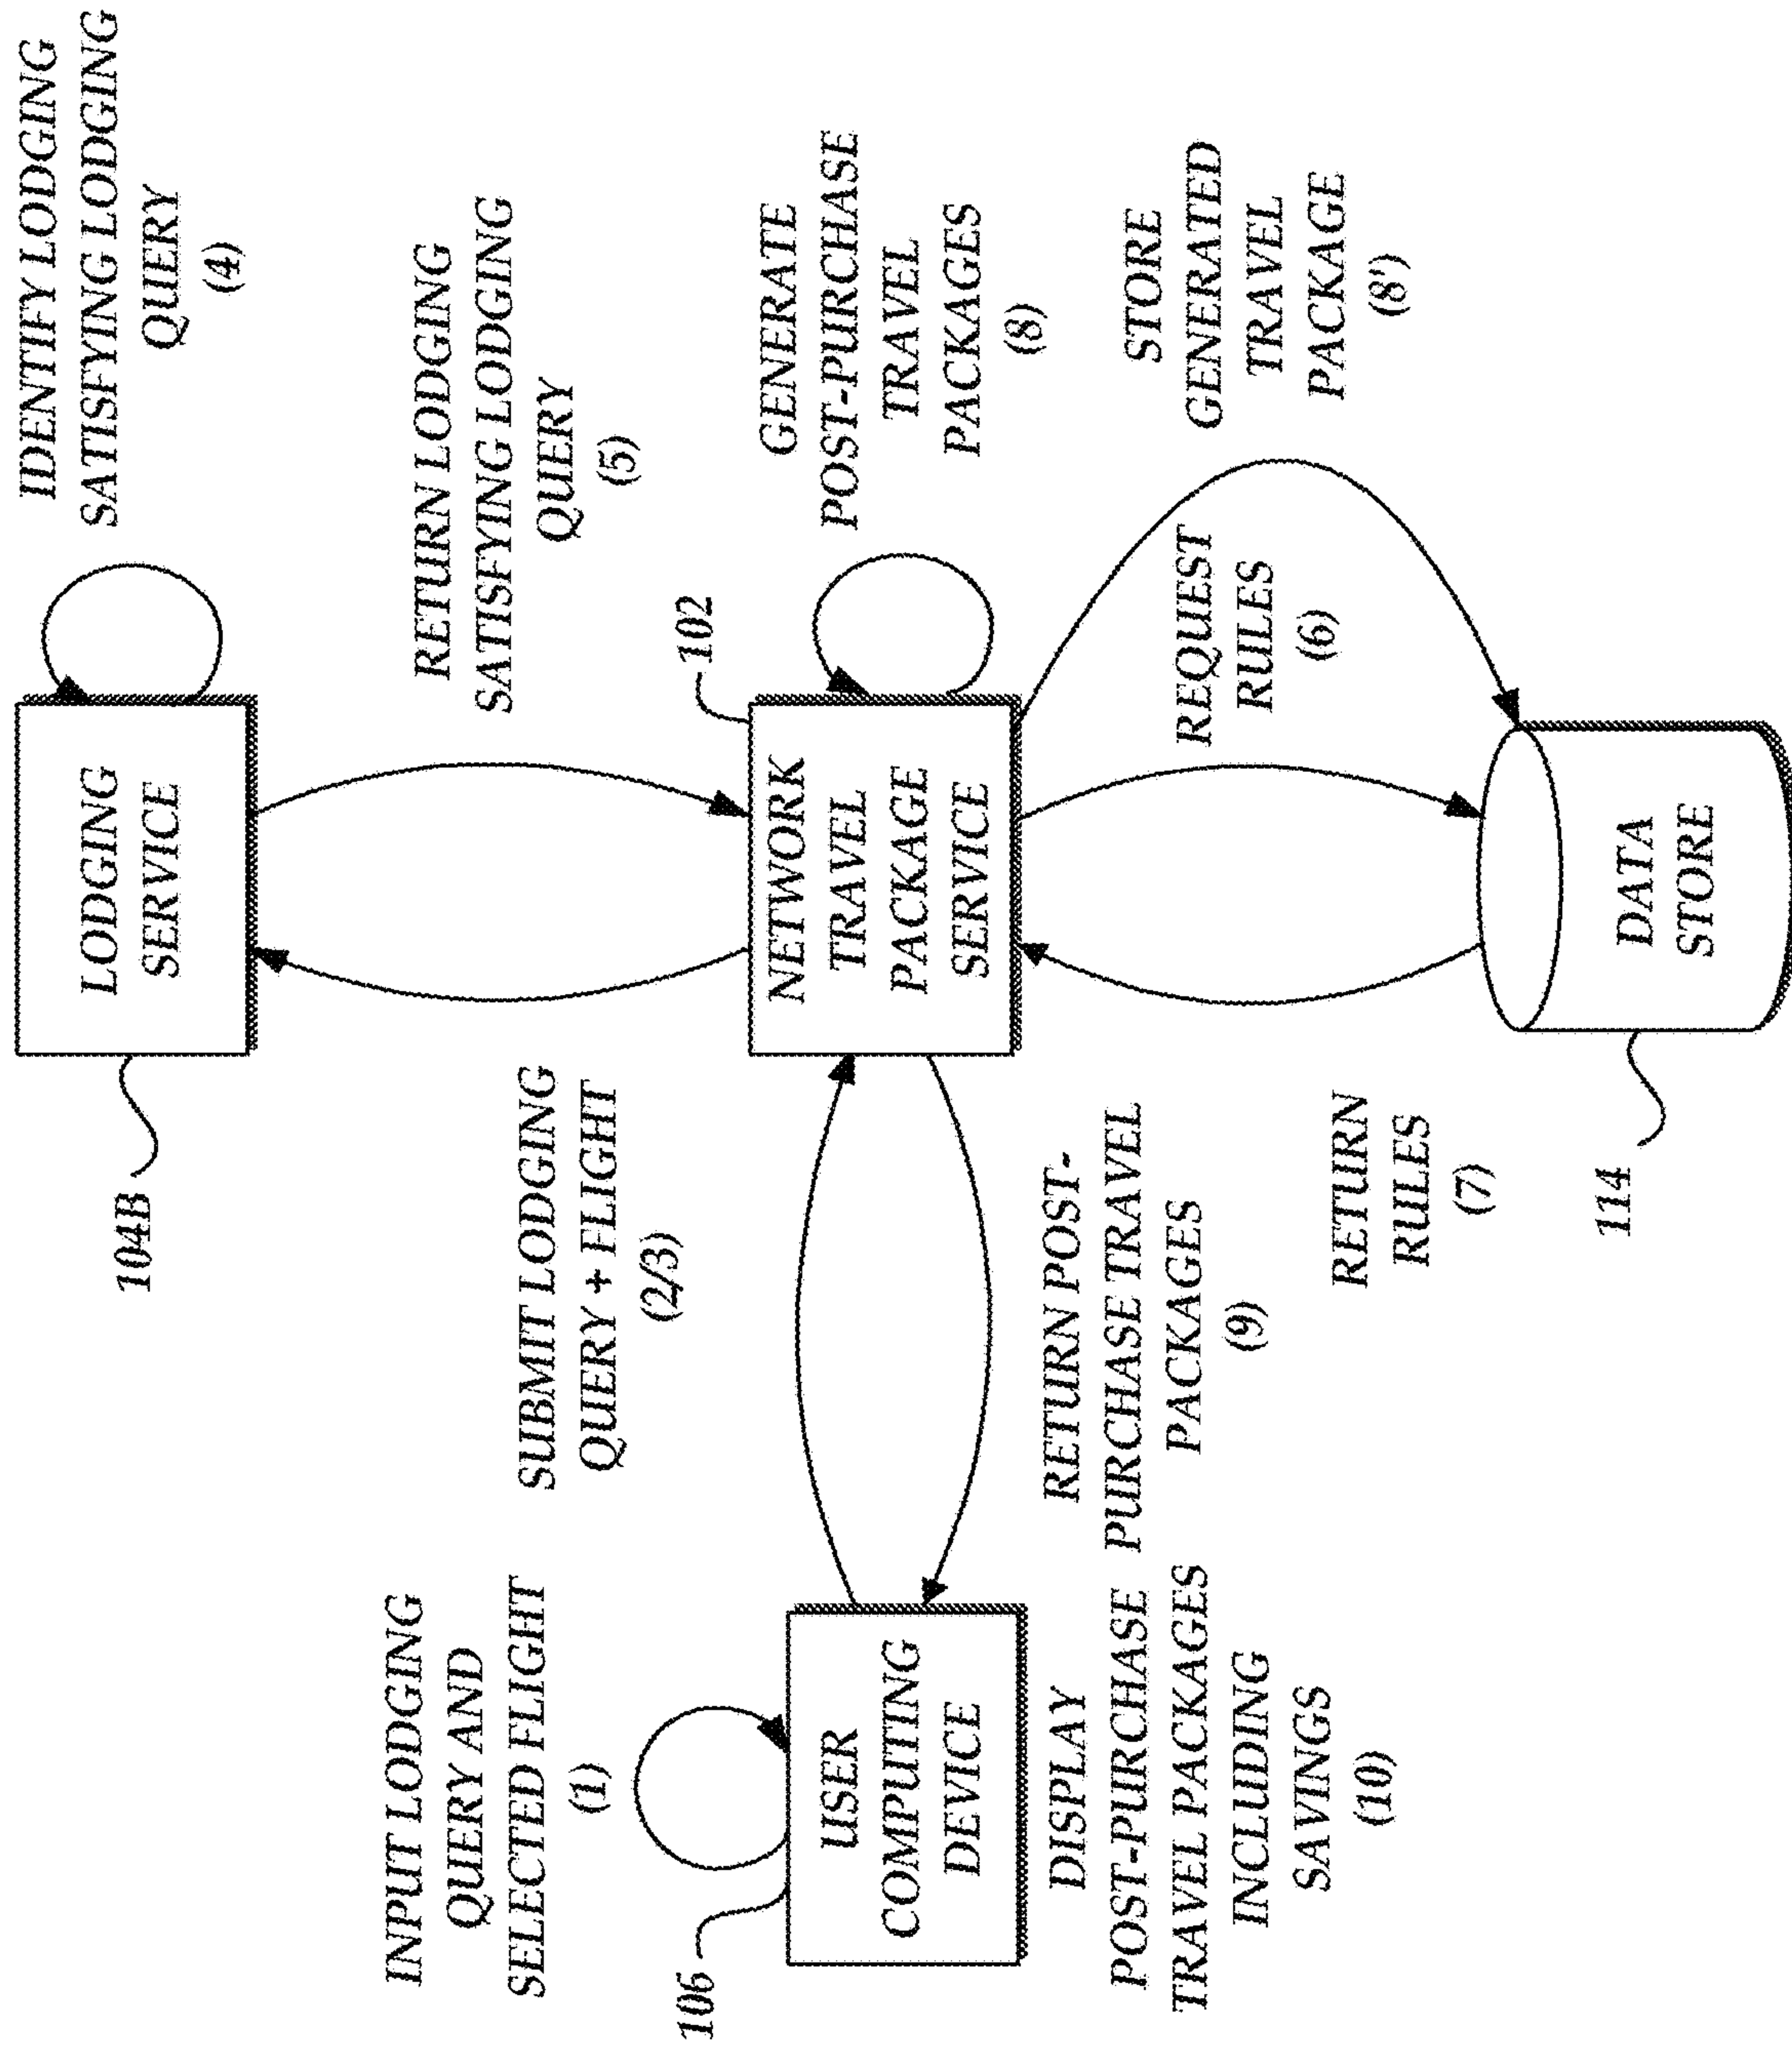 IDENTIFY LODGING
SATISFYING LODGING
QUERY
(4)
LODGING
SERVICE
104B
RETURN LODGING
SATISFYING LODGING
QUERY
(5)
SUBMIT LODGING
QUERY + FLIGHT
(2/3)
INPUT LODGING
QUERY AND
SELECTED FLIGHT
(1)
106
USER
COMPUTING
DEVICE
102
NETWORK
TRAVEL
PACKAGE
SERVICE
GENERATE
POST-PURCHASE
TRAVEL
PACKAGES
(8)
DISPLAY
POST-PURCHASE
TRAVEL PACKAGES
INCLUDING
SAVINGS
(10)
RETURN POST-
PURCHASE TRAVEL
PACKAGES
(9)
REQUEST
RULES
(6)
STORE
GENERATED
TRAVEL
PACKAGE
(8')
RETURN
RULES
(7)
114
DATA
STORE